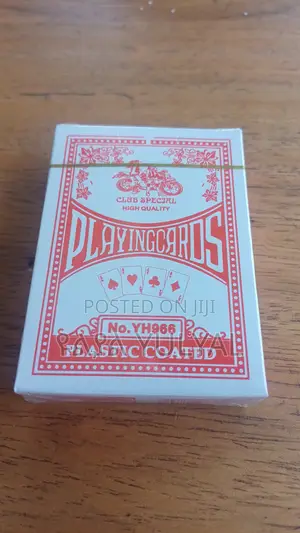 CLUB SPECIAL
HIGH QUALITY
PLAYINGCARDS
POSTED ON JIJI
No.YH966
PLASTIC COATED